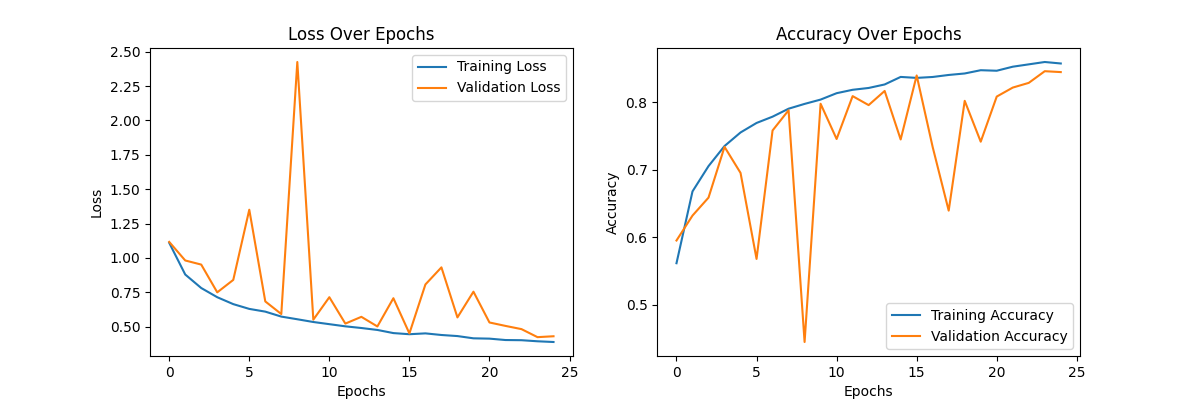 Loss Over Epochs
2.50
2.25
2.00
1.75
1.50
1.25
1.00
0.75
0.50
Loss
Training Loss
Validation Loss
0 5 10 15 20 25
Epochs
Accuracy Over Epochs
0.8
0.7
0.6
0.5
Accuracy
Training Accuracy
Validation Accuracy
0 5 10 15 20 25
Epochs